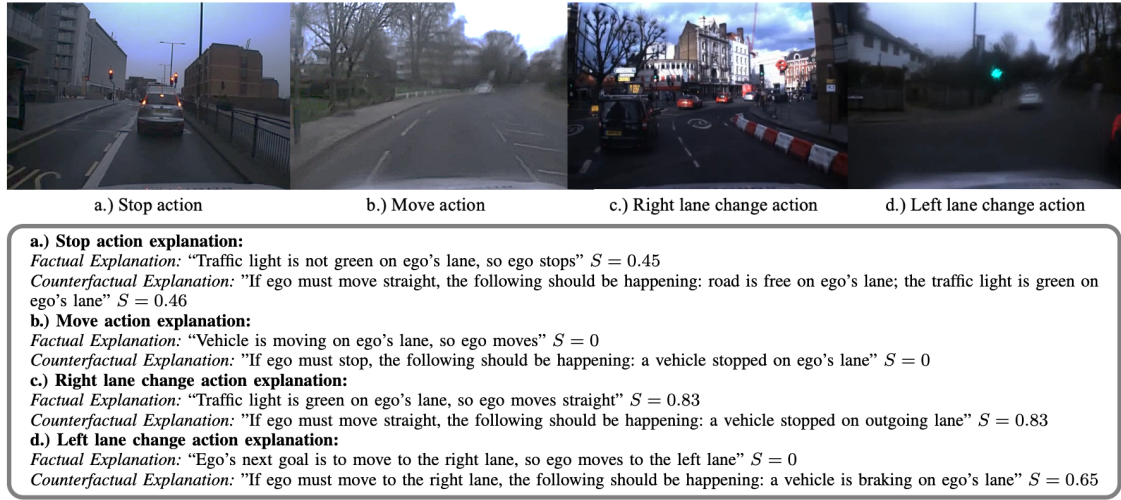 a.) Stop action
b.) Move action
c.) Right lane change action
d.) Left lane change action
a.) Stop action explanation:
Factual Explanation: “Traffic light is not green on ego’s lane, so ego stops” S = 0.45
Counterfactual Explanation: ”If ego must move straight, the following should be happening: road is free on ego’s lane; the traffic light is green on
ego’s lane” S = 0.46
b.) Move action explanation:
Factual Explanation: “Vehicle is moving on ego’s lane, so ego moves” S = 0
Counterfactual Explanation: ”If ego must stop, the following should be happening: a vehicle stopped on ego’s lane” S = 0
c.) Right lane change action explanation:
Factual Explanation: “Traffic light is green on ego’s lane, so ego moves straight” S = 0.83
Counterfactual Explanation: ”If ego must move straight, the following should be happening: a vehicle stopped on outgoing lane” S = 0.83
d.) Left lane change action explanation:
Factual Explanation: “Ego’s next goal is to move to the right lane, so ego moves to the left lane” S = 0
Counterfactual Explanation: ”If ego must move to the right lane, the following should be happening: a vehicle is braking on ego’s lane” S = 0.65